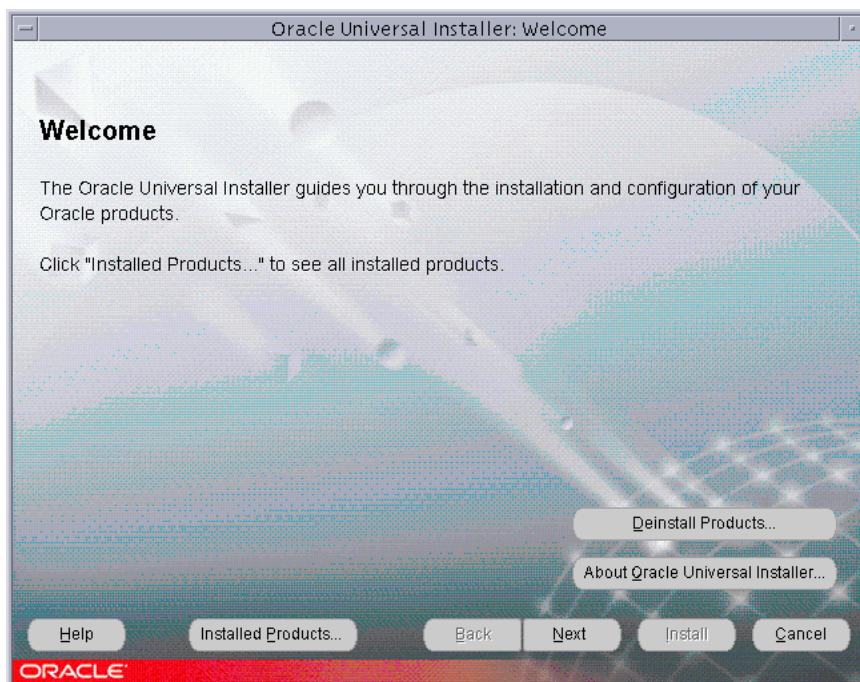 Oracle Universal Installer: Welcome
Welcome
The Oracle Universal Installer guides you through the installation and configuration of your
Oracle products.
Click "Installed Products..." to see all installed products.
Deinstall Products...
About Oracle Universal Installer...
Help Installed Products... Back Next Install Cancel
ORACLE